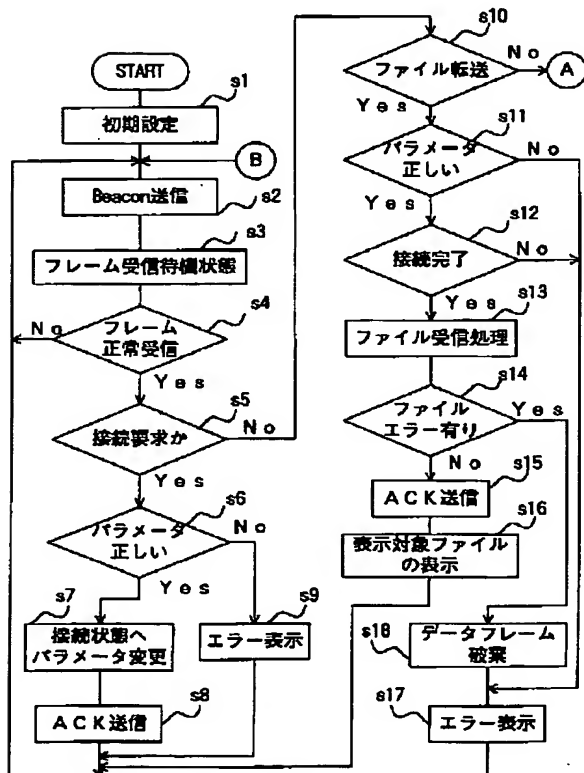 START
s1
初期設定
B
Beacon送信
s2
s3
フレーム受信待機状態
s4
フレーム
正常受信
No
Yes
s5
接続要求か
No
Yes
s6
パラメータ
正しい
No
Yes
s7
接続状態へ
パラメータ変更
s9
エラー表示
s8
ACK送信
s10
ファイル転送
No
A
Yes
s11
パラメータ
正しい
No
Yes
s12
接続完了
No
Yes
s13
ファイル受信処理
s14
ファイル
エラー有り
Yes
No
s15
ACK送信
s16
表示対象ファイル
の表示
s18
データフレーム
破棄
s17
エラー表示